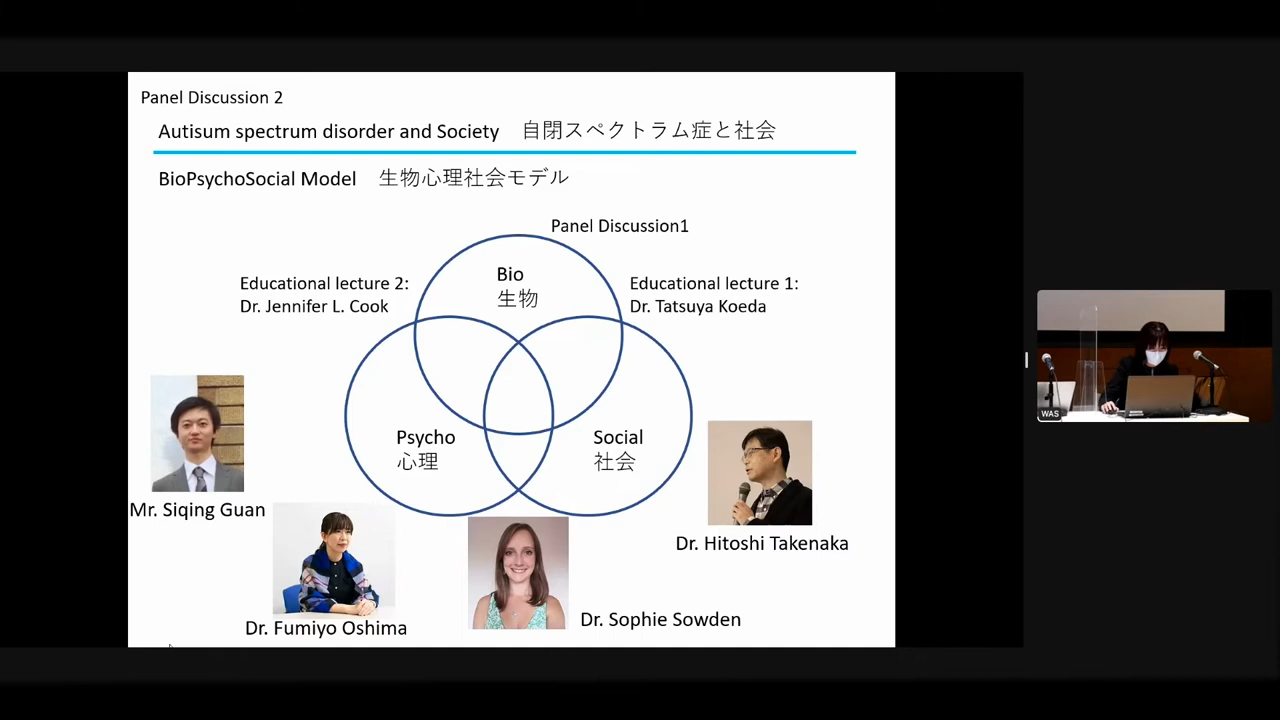 Panel Discussion 2
Autisum spectrum disorder and Society 自閉スペクトラム症と社会
BioPsychoSocial Model 生物心理社会モデル
Panel Discussion1
Bio
生物
Educational lecture 2:
Dr. Jennifer L. Cook
Educational lecture 1:
Dr. Tatsuya Koeda
Psycho
心理
Social
社会
Mr. Siqing Guan
Dr. Hitoshi Takenaka
Dr. Fumiyo Oshima
Dr. Sophie Sowden
WAS